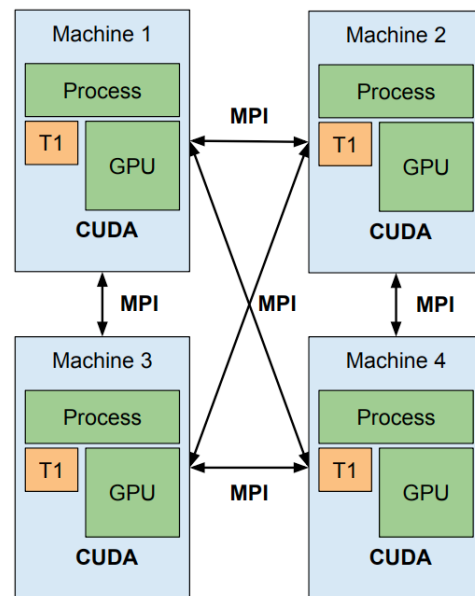 Machine 1
Process
T1
GPU
CUDA
MPI
Machine 2
Process
T1
GPU
CUDA
MPI
MPI
MPI
Machine 3
Process
T1
GPU
CUDA
MPI
Machine 4
Process
T1
GPU
CUDA